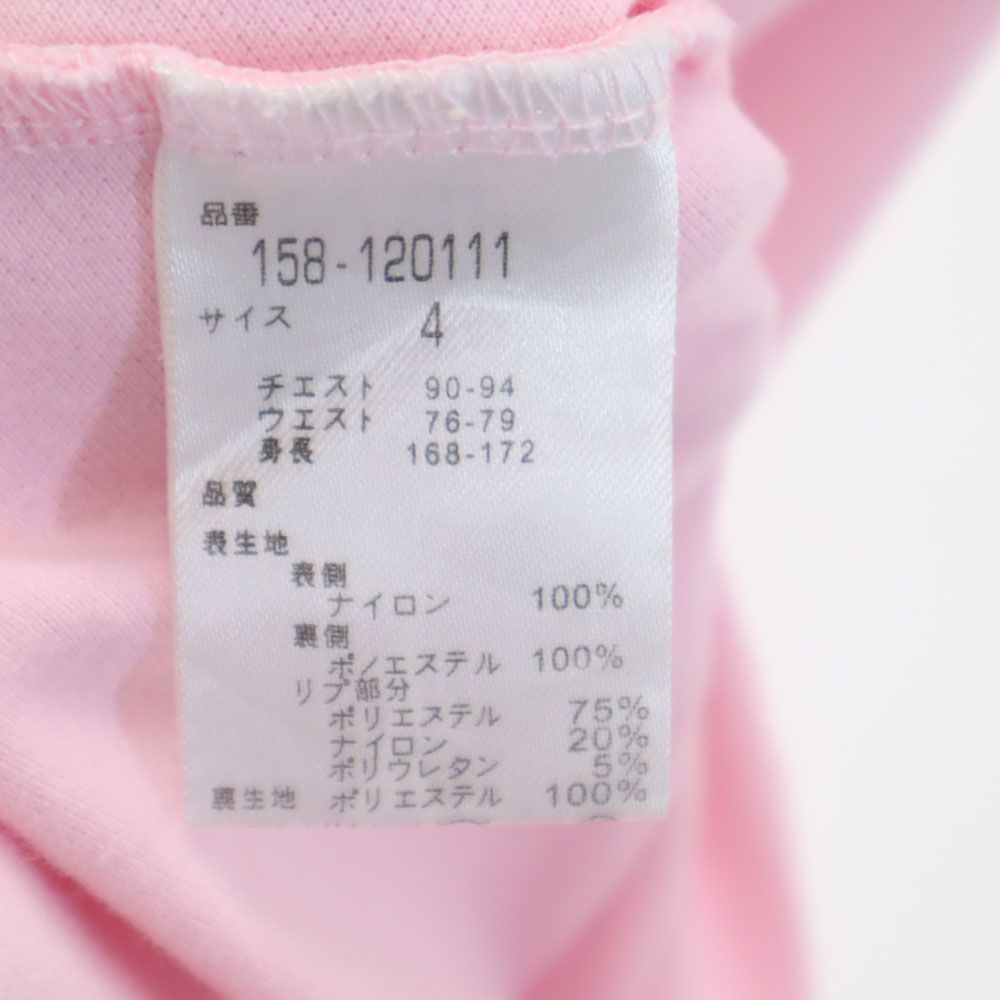 品番
158-120111
サイズ 4
チェスト 90-94
ウエスト 76-79
身長 168-172
品質
表生地
表側
ナイロン 100%
裏側
ポリエステル 100%
リブ部分
ポリエステル 75%
ナイロン 20%
ポリウレタン 5%
裏生地 ポリエステル 100%